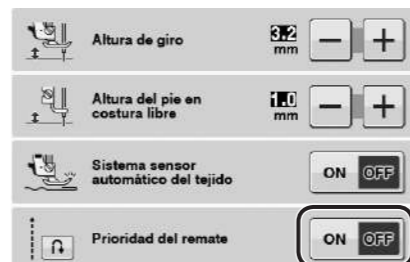 Altura de giro
3.2
mm
Altura del pie en
costura libre
1.0
mm
Sistema sensor
automático del tejido
ON OFF
Prioridad del remate
ON OFF